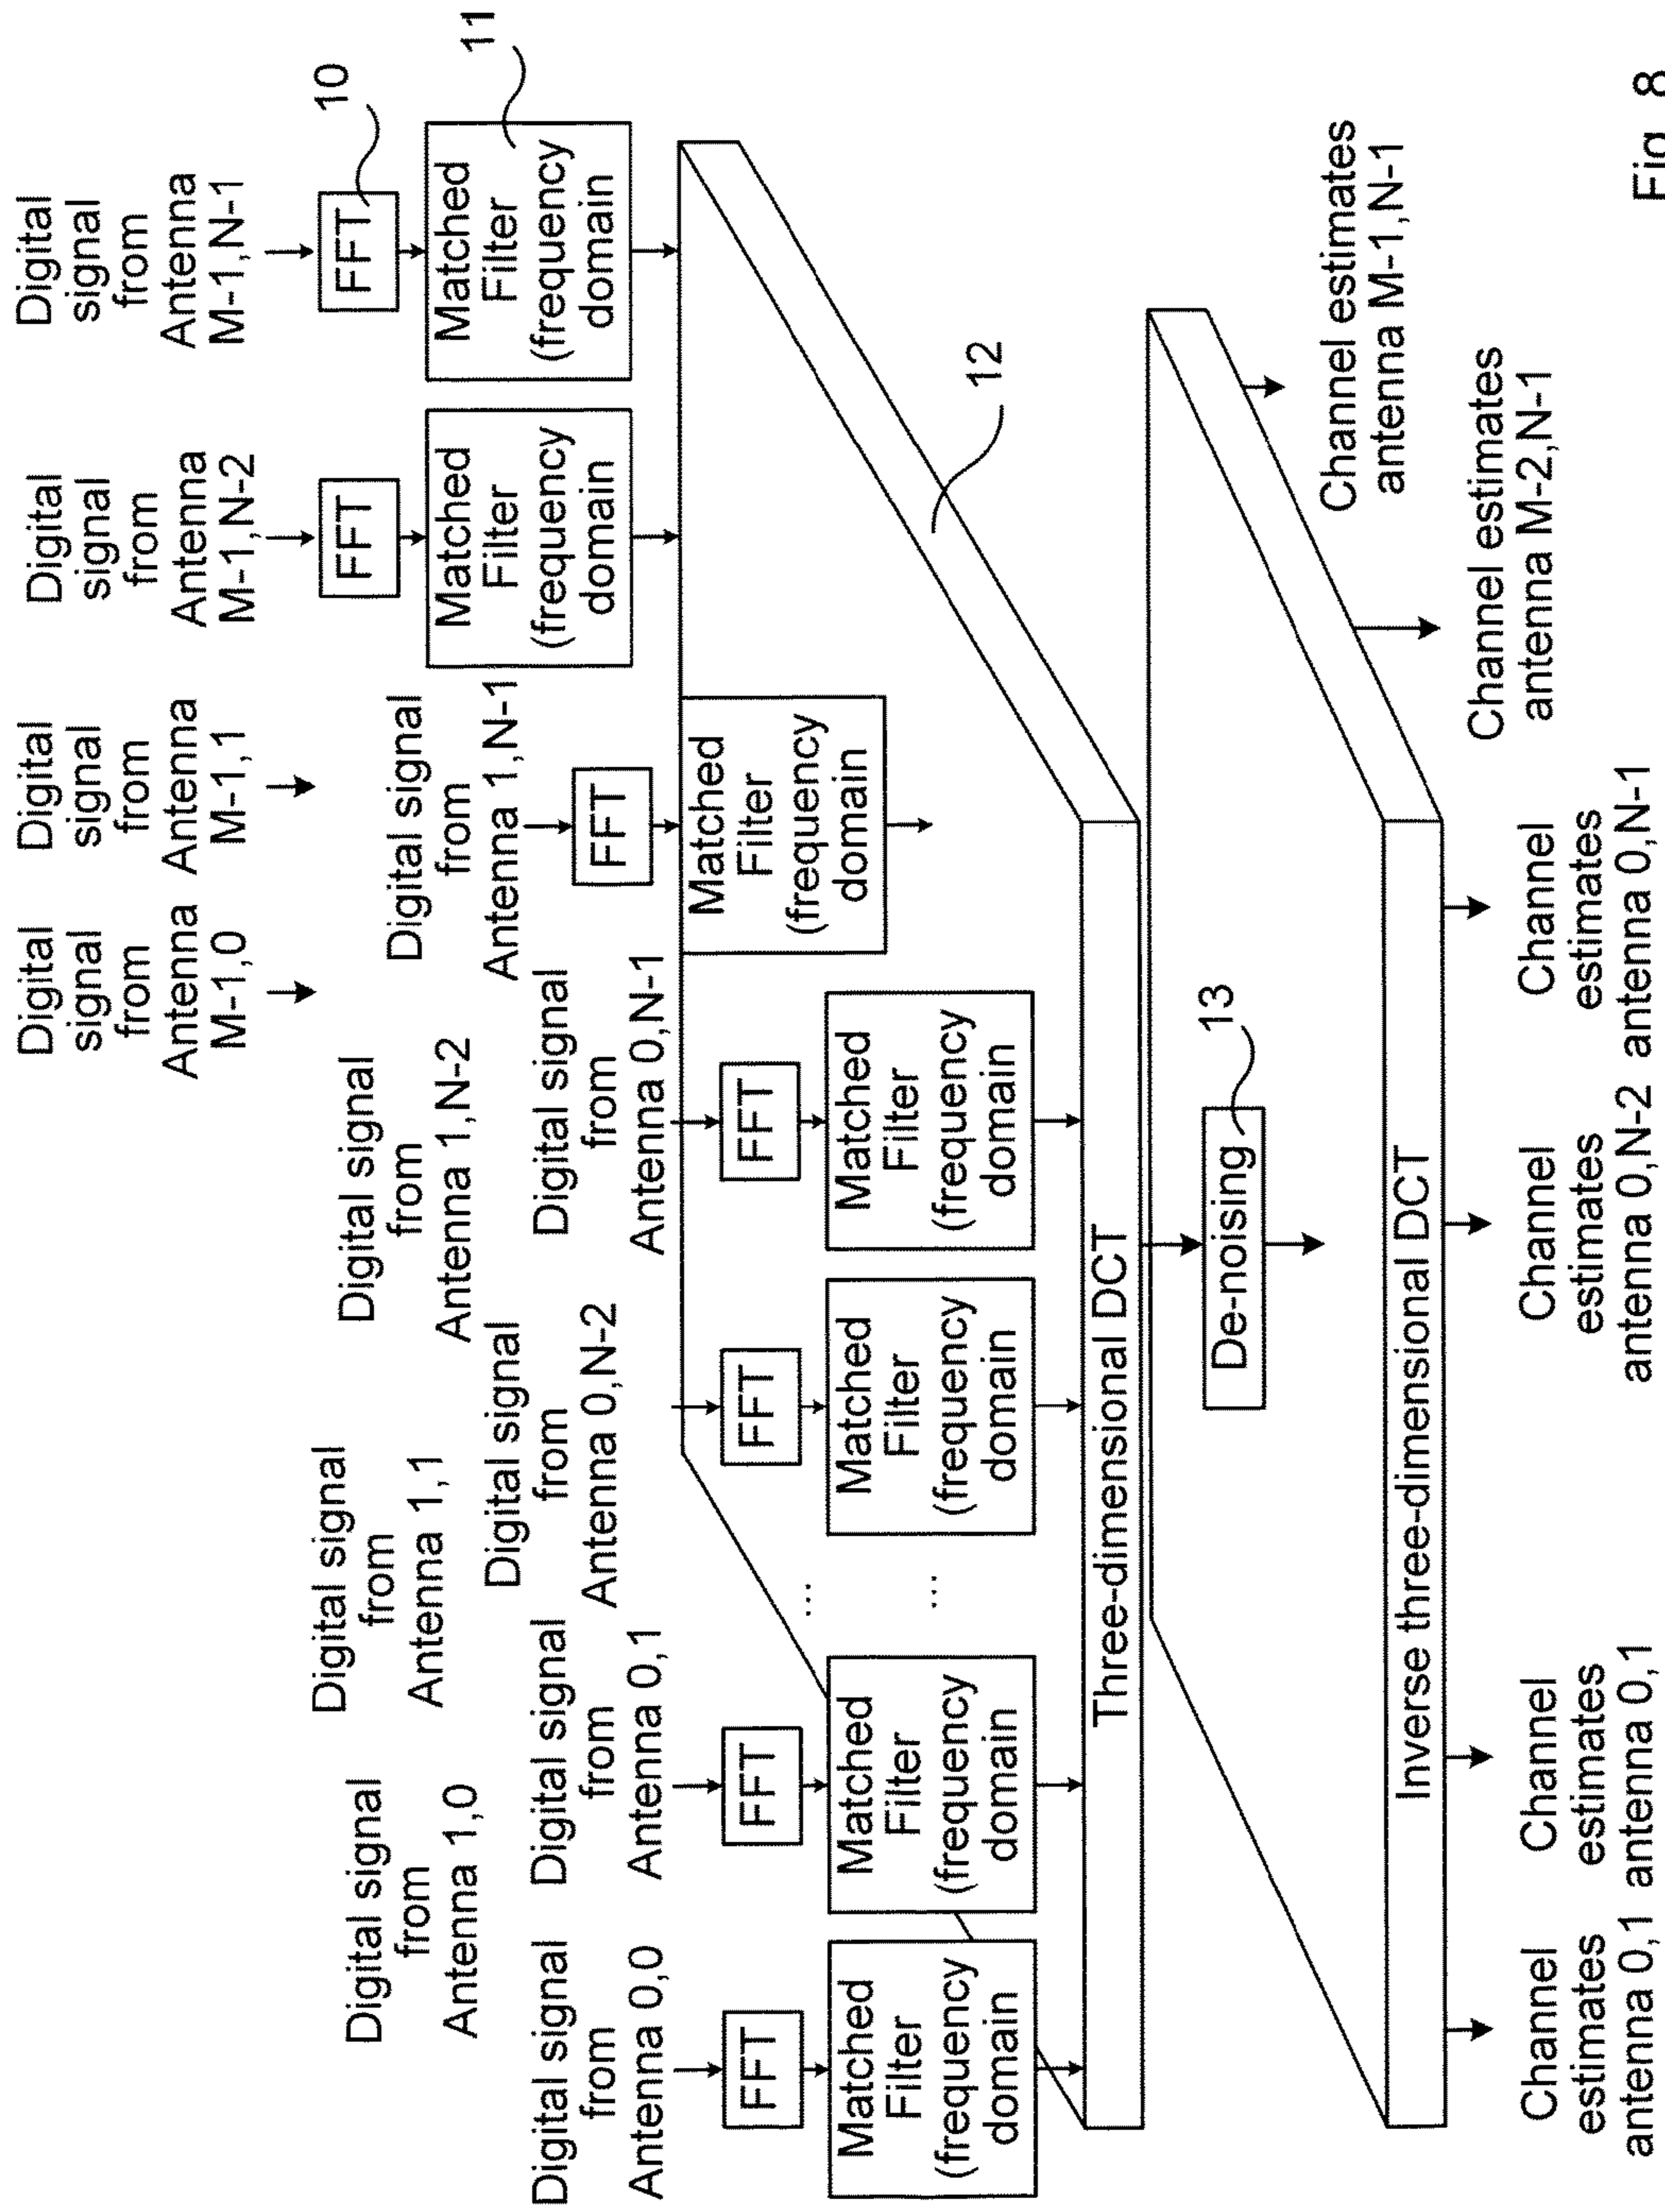 Digital
signal
from
Antenna
M-1,0
Digital
signal
from
Antenna
M-1,1
Digital
signal
from
Antenna
M-1,N-2
Digital
signal
from
Antenna
M-1,N-1
10
FFT
FFT
11
Matched
Filter
(frequency
domain
Matched
Filter
(frequency
domain
Digital signal
from
Antenna 1,0
Digital signal
from
Antenna 1,1
Digital signal
from
Antenna 1,N-2
Digital signal
from
Antenna 1,N-1
FFT
Matched
Filter
(frequency
domain
Digital signal
from
Antenna 0,0
Digital signal
from
Antenna 0,1
Digital signal
from
Antenna 0,N-2
Digital signal
from
Antenna 0,N-1
FFT
FFT
FFT
FFT
...
...
Matched
Filter
(frequency
domain
Matched
Filter
(frequency
domain
Matched
Filter
(frequency
domain
Matched
Filter
(frequency
domain
12
Three-dimensional DCT
De-noising
13
Inverse three-dimensional DCT
Channel estimates
antenna M-1,N-1
Channel estimates
antenna M-2,N-1
Channel
estimates
antenna 0,1
Channel
estimates
antenna 0,1
Channel
estimates
antenna 0,N-2
Channel
estimates
antenna 0,N-1
Fig. 8